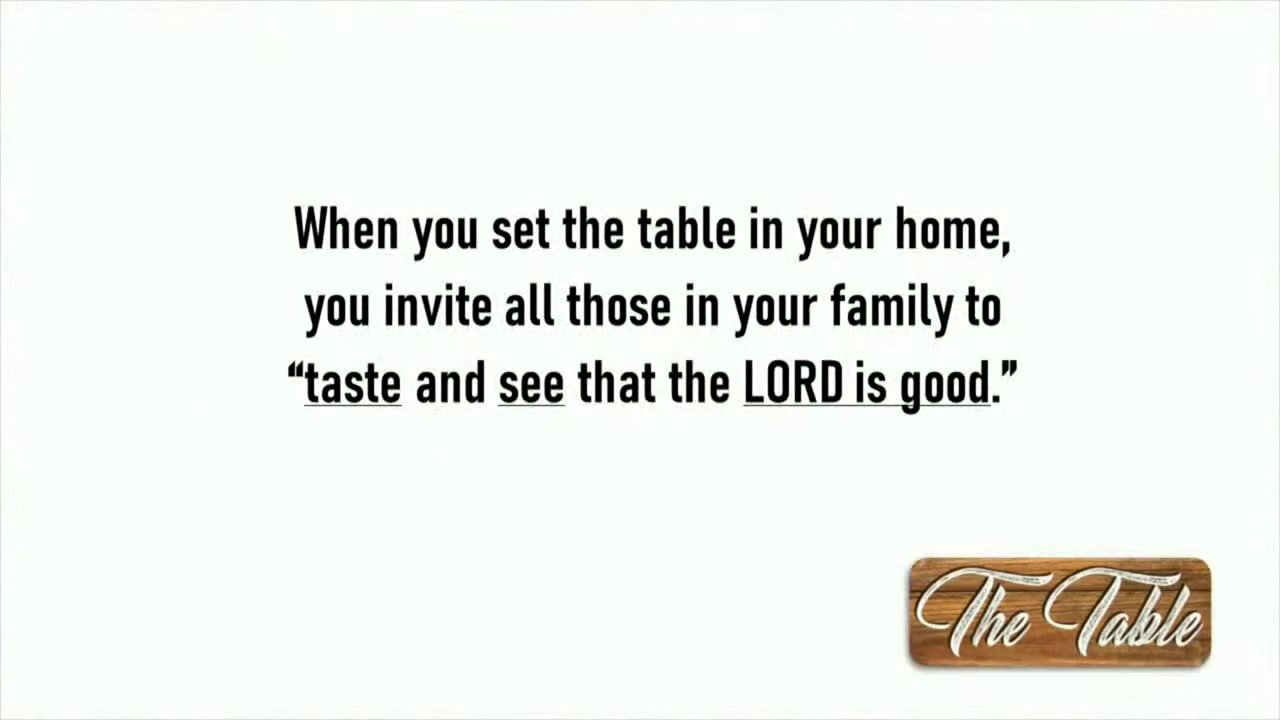 When you set the table in your home,
you invite all those in your family to
“taste and see that the LORD is good.”
The Table